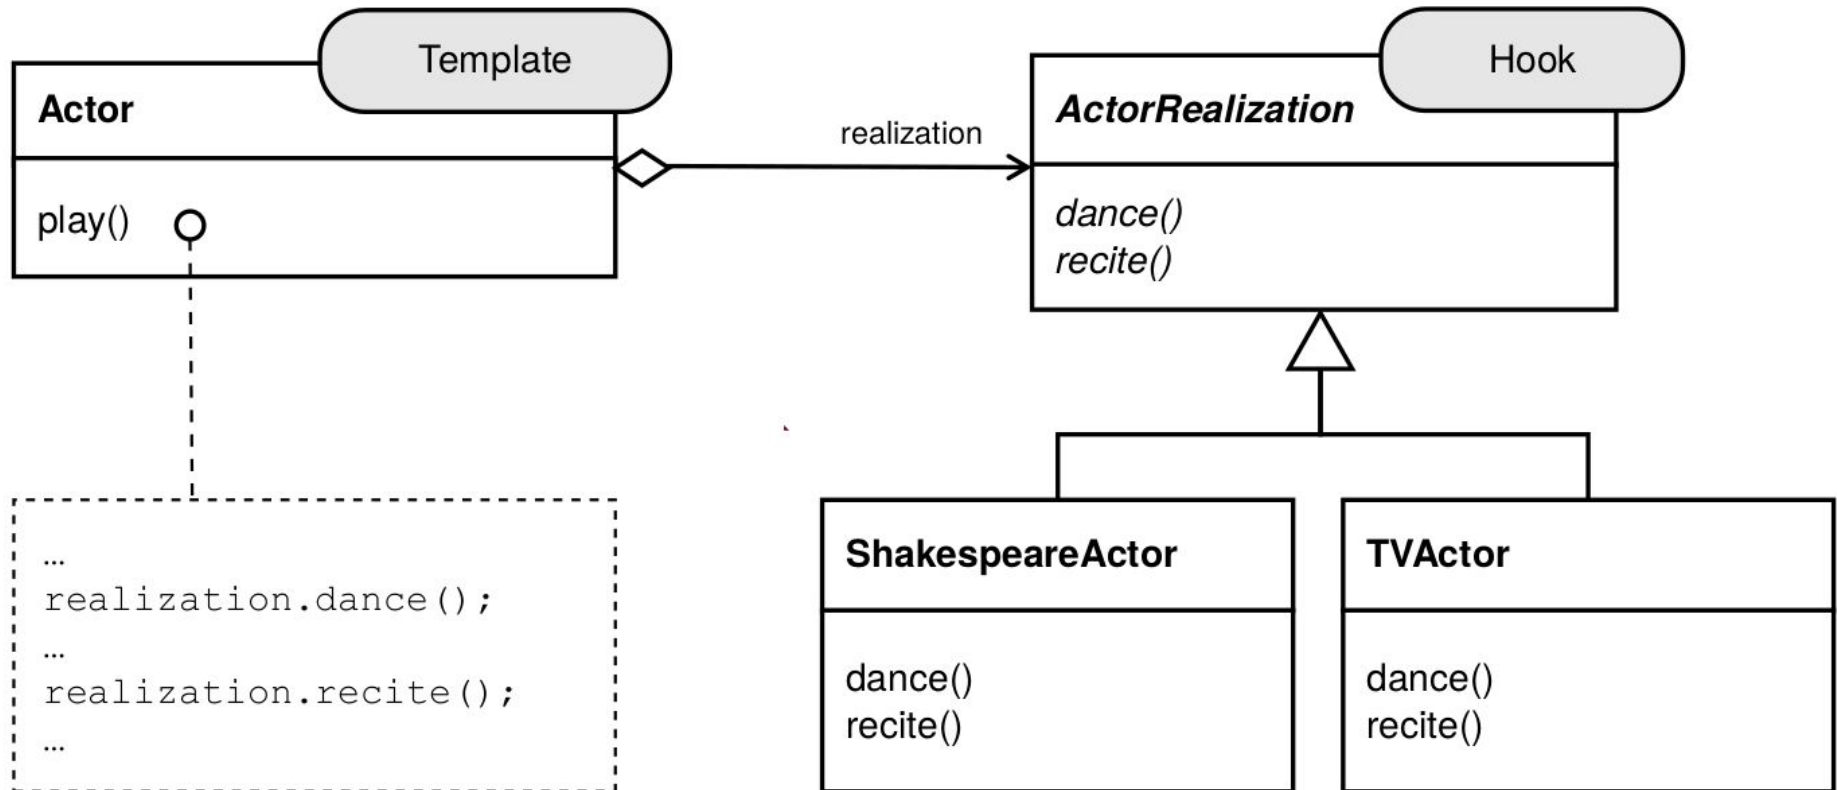 Template
Actor
play()
realization
Hook
ActorRealization
dance()
recite()
…
realization.dance();
…
realization.recite();
…
ShakespeareActor
dance()
recite()
TVActor
dance()
recite()